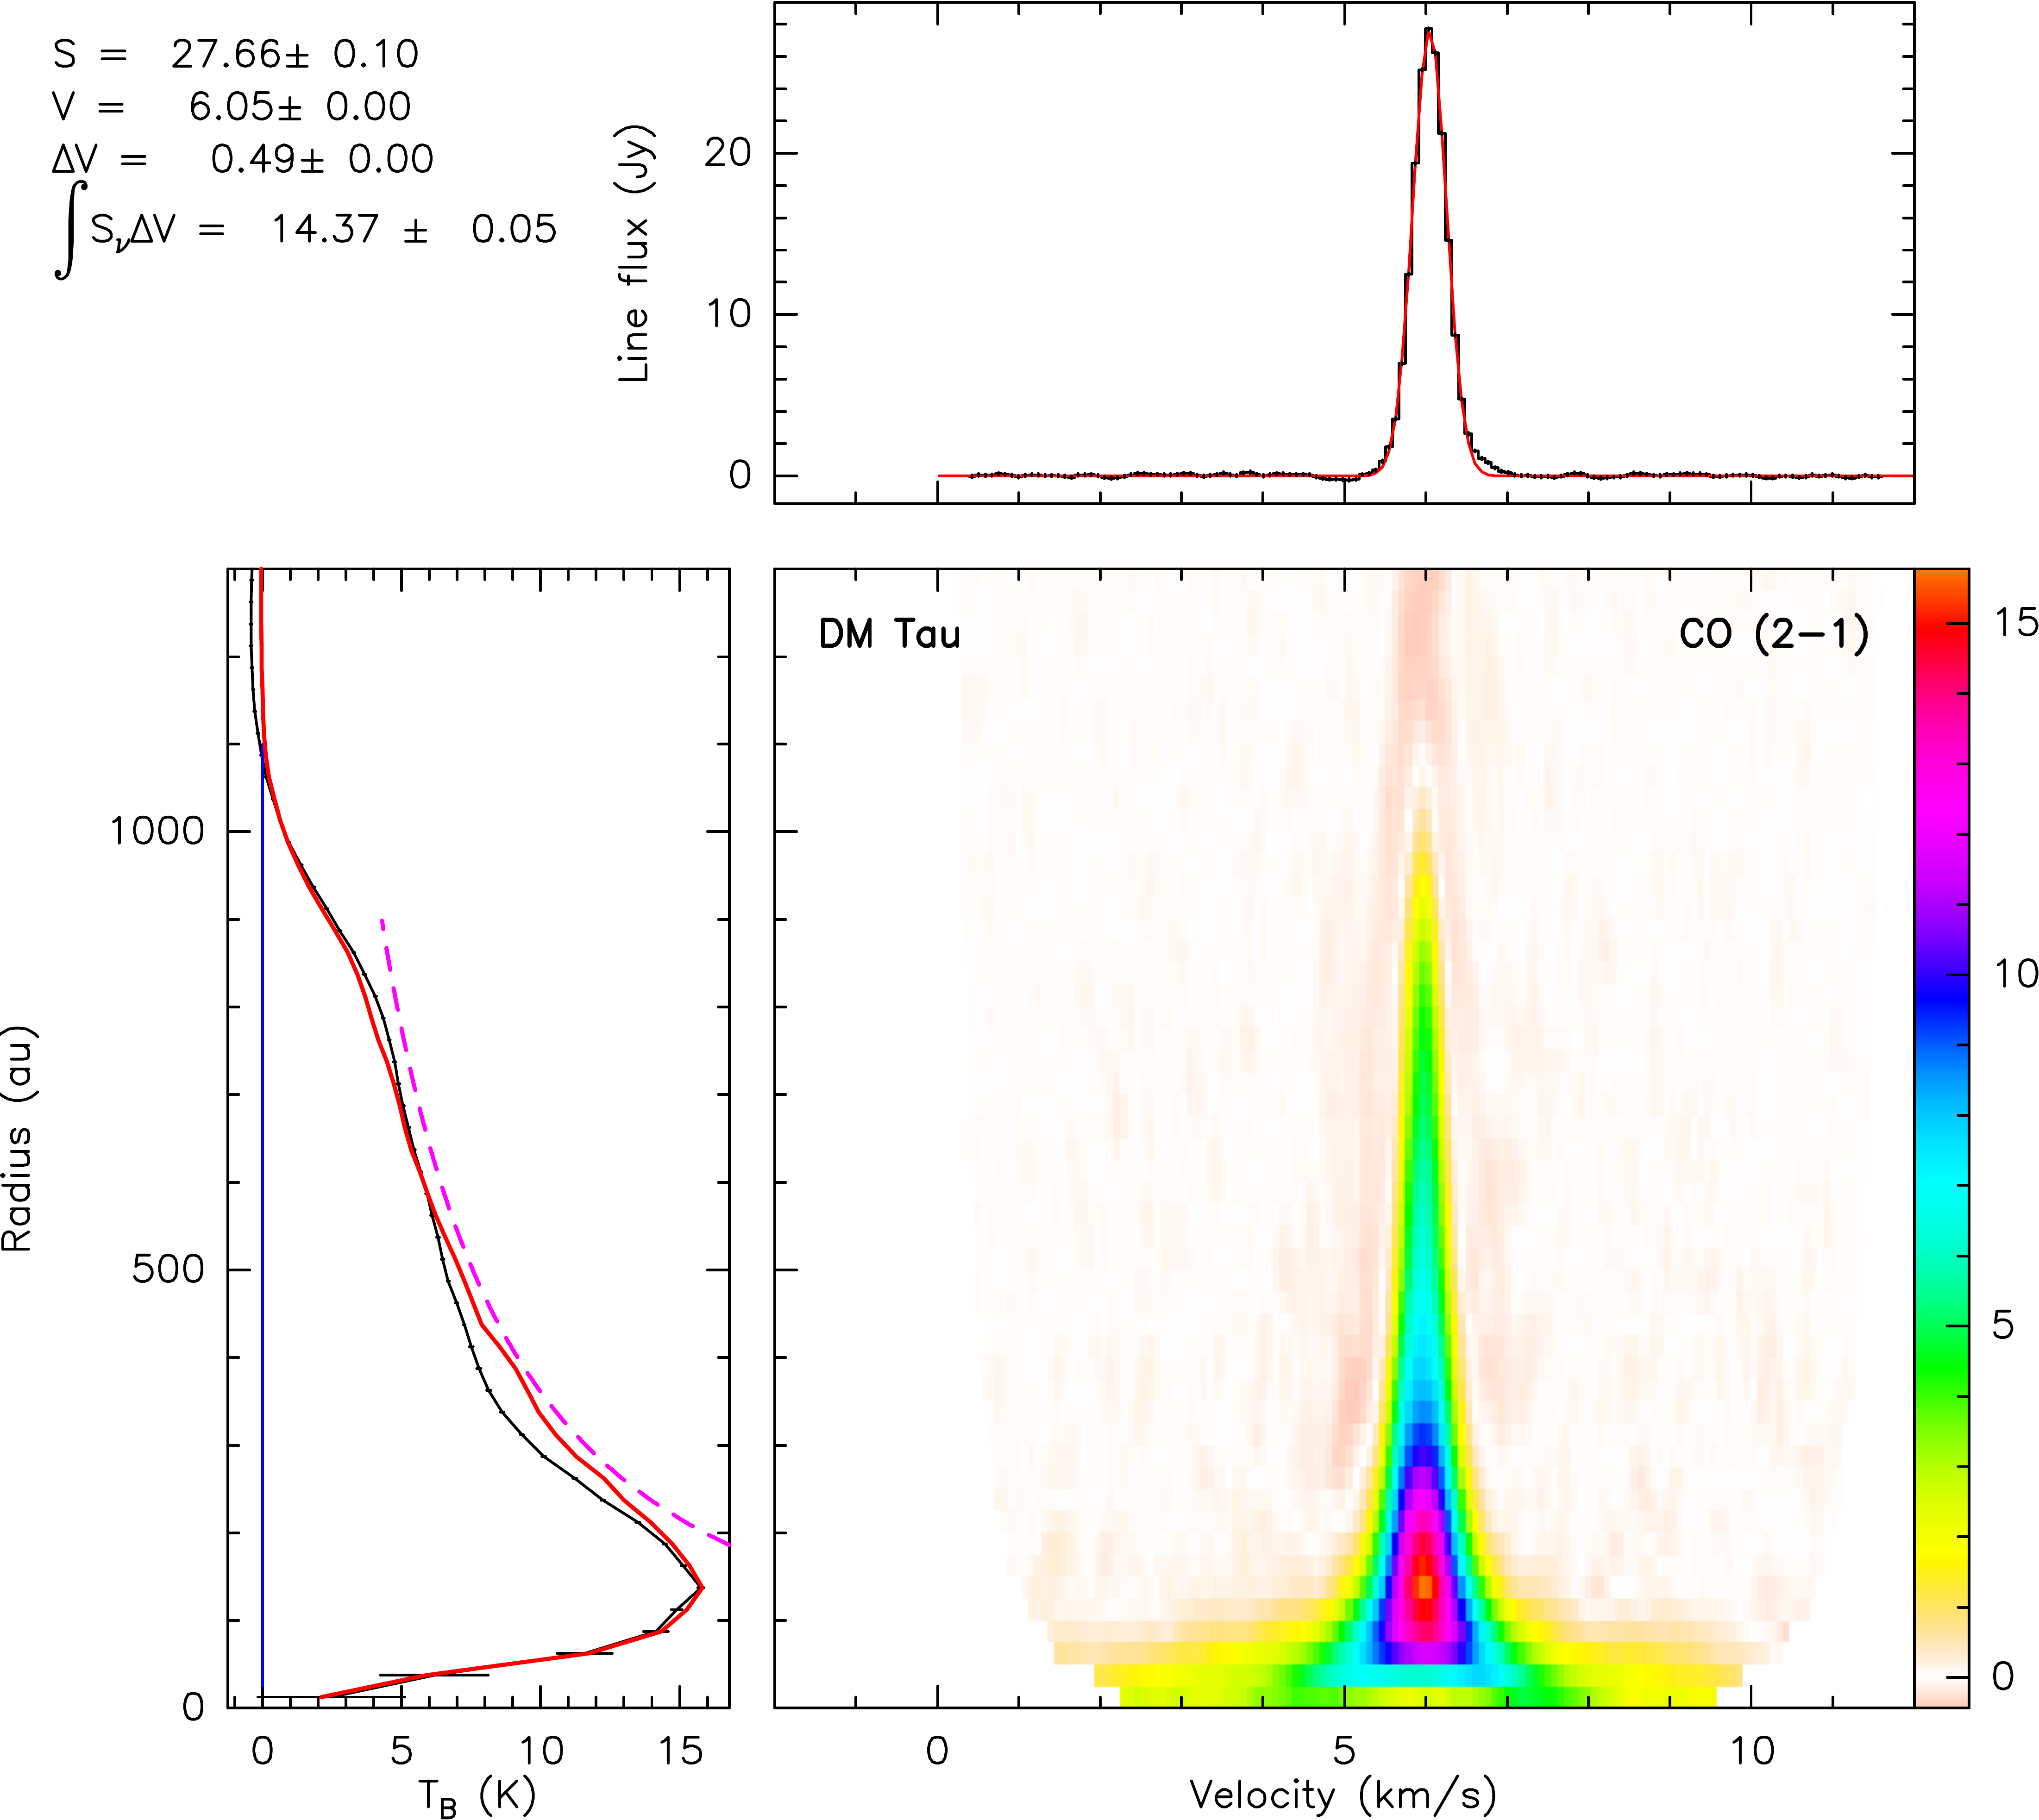 S = 27.66± 0.10
V = 6.05± 0.00
ΔV = 0.49± 0.00
∫S_νΔV = 14.37 ± 0.05
Line flux (Jy)
20
10
0
DM Tau
CO (2−1)
Radius (au)
1000
500
0
0 5 10 15
T_B (K)
0 5 10
Velocity (km/s)
15
10
5
0